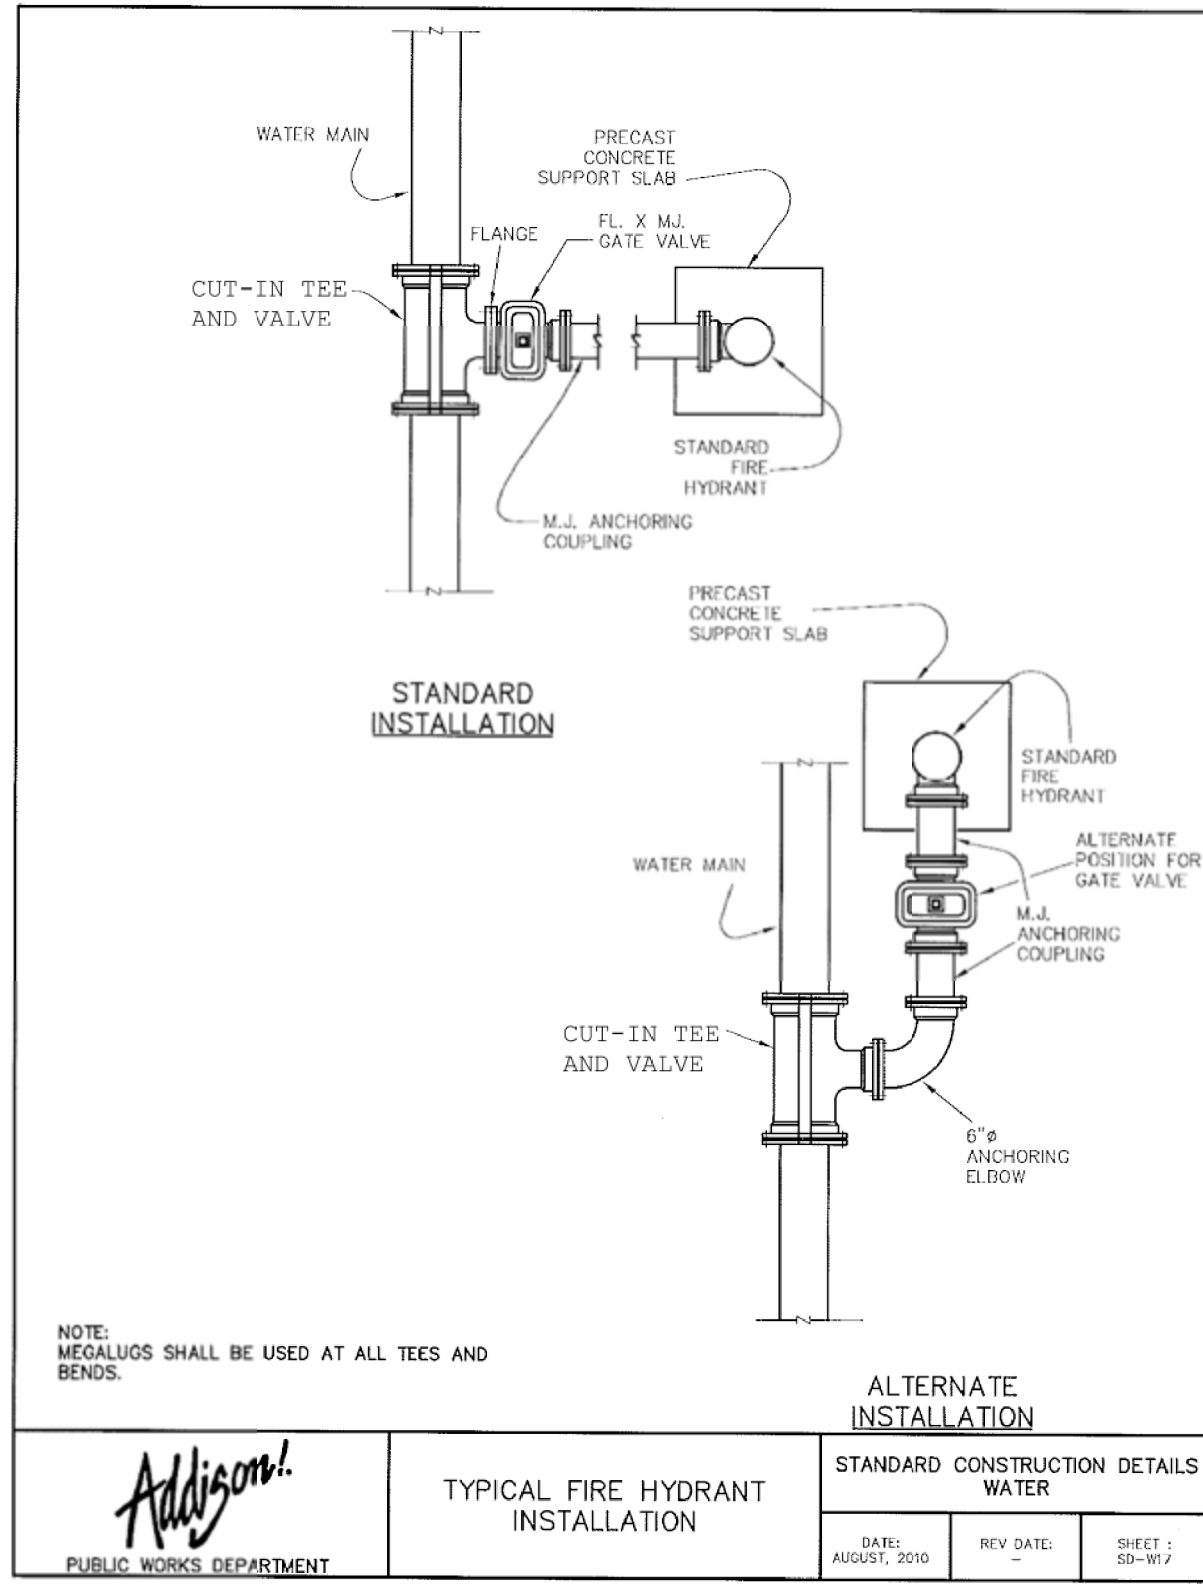 WATER MAIN
PRECAST
CONCRETE
SUPPORT SLAB
FLANGE
FL. X MJ.
GATE VALVE
CUT-IN TEE
AND VALVE
STANDARD
FIRE
HYDRANT
M.J. ANCHORING
COUPLING
STANDARD
INSTALLATION
PRECAST
CONCRETE
SUPPORT SLAB
STANDARD
FIRE
HYDRANT
WATER MAIN
ALTERNATE
POSITION FOR
GATE VALVE
M.J.
ANCHORING
COUPLING
CUT-IN TEE
AND VALVE
6"ø
ANCHORING
ELBOW
NOTE:
MEGALUGS SHALL BE USED AT ALL TEES AND
BENDS.
ALTERNATE
INSTALLATION
Addison!
PUBLIC WORKS DEPARTMENT
TYPICAL FIRE HYDRANT
INSTALLATION
STANDARD CONSTRUCTION DETAILS
WATER
DATE:
AUGUST, 2010
REV DATE:
–
SHEET :
SD-W17